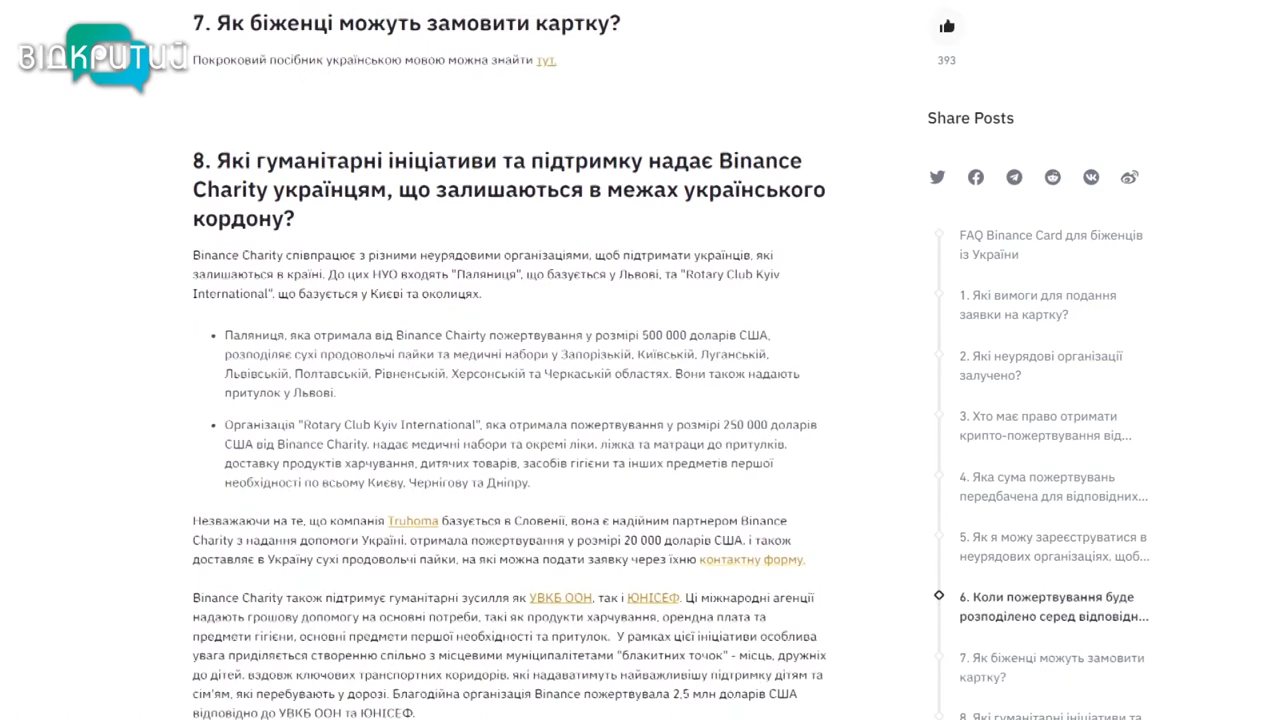 ВІДКРИТИЙ
7. Як біженці можуть замовити картку?
Покроковий посібник українською мовою можна знайти тут.
8. Які гуманітарні ініціативи та підтримку надає Binance
Charity українцям, що залишаються в межах українського
кордону?
Binance Charity співпрацює з різними неурядовими організаціями, щоб підтримати українців, які
залишаються в країні. До цих НУО входять "Паляниця", що базується у Львові, та "Rotary Club Kyiv
International", що базується у Києві та околицях.
• Паляниця, яка отримала від Binance Chairty пожертвування у розмірі 500 000 доларів США,
розподіляє сухі продовольчі пайки та медичні набори у Запорізькій, Київській, Луганській,
Львівській, Полтавській, Рівненській, Херсонській та Черкаській областях. Вони також надають
притулок у Львові.
• Організація "Rotary Club Kyiv International", яка отримала пожертвування у розмірі 250 000 доларів
США від Binance Charity, надає медичні набори та окремі ліки, ліжка та матраци до притулків,
доставку продуктів харчування, дитячих товарів, засобів гігієни та інших предметів першої
необхідності по всьому Києву, Чернігову та Дніпру.
Незважаючи на те, що компанія Truhoma базується в Словенії, вона є надійним партнером Binance
Charity з надання допомоги Україні, отримала пожертвування у розмірі 20 000 доларів США, і також
доставляє в Україну сухі продовольчі пайки, на які можна подати заявку через їхню контактну форму.
Binance Charity також підтримує гуманітарні зусилля як УВКБ ООН, так і ЮНІСЕФ. Ці міжнародні агенції
надають грошову допомогу на основні потреби, такі як продукти харчування, орендна плата та
предмети гігієни, основні предмети першої необхідності та притулок. У рамках цієї ініціативи особлива
увага приділяється створенню спільно з місцевими муніципалітетами "блакитних точок" - місць, дружніх
до дітей, вздовж ключових транспортних коридорів, які надаватимуть найважливішу підтримку дітям та
сім'ям, які перебувають у дорозі. Благодійна організація Binance пожертвувала 2,5 млн доларів США
відповідно до УВКБ ООН та ЮНІСЕФ.
393
Share Posts
FAQ Binance Card для біженців
із України
1. Які вимоги для подання
заявки на картку?
2. Які неурядові організації
залучено?
3. Хто має право отримати
крипто-пожертвування від...
4. Яка сума пожертвувань
передбачена для відповідних...
5. Як я можу зареєструватися в
неурядових організаціях, щоб...
6. Коли пожертвування буде
розподілено серед відповідн...
7. Як біженці можуть замовити
картку?
8. Які гуманітарні ініціативи та